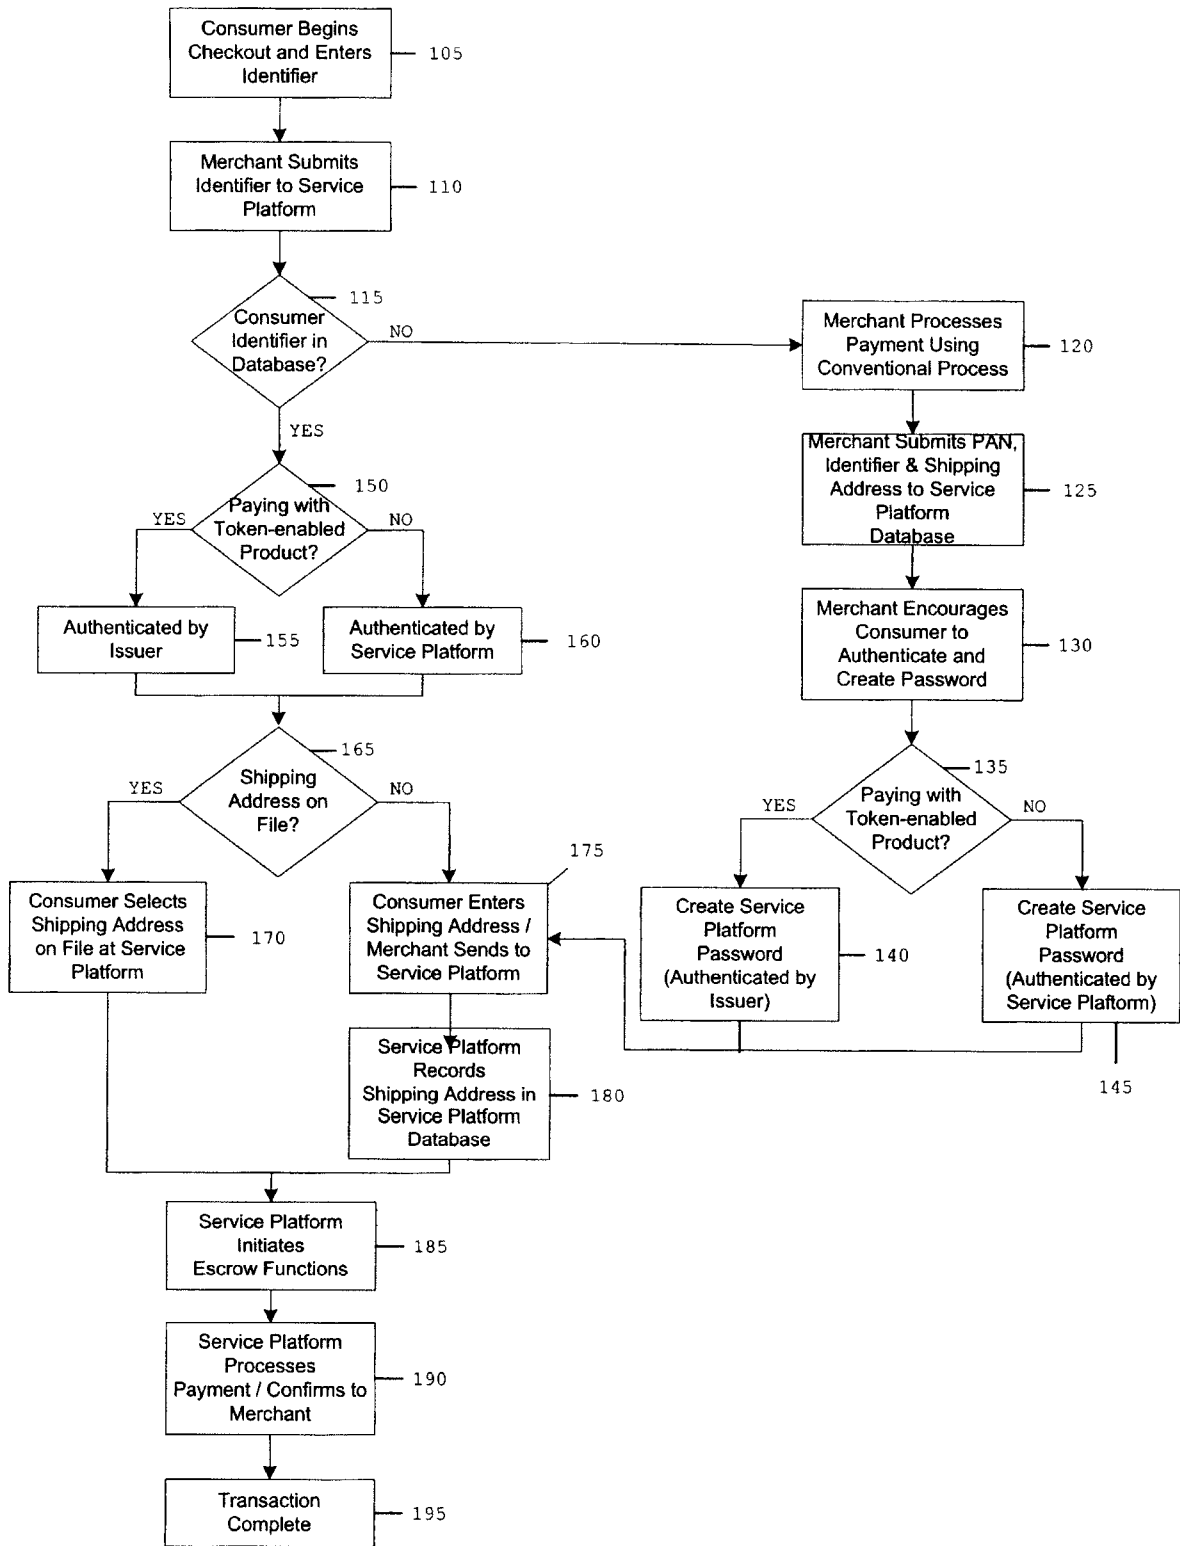 Consumer Begins
Checkout and Enters
Identifier
105
Merchant Submits
Identifier to Service
Platform
110
115
Consumer
Identifier in
Database?
NO
YES
Merchant Processes
Payment Using
Conventional Process
120
Merchant Submits PAN,
Identifier & Shipping
Address to Service
Platform
Database
125
150
Paying with
Token-enabled
Product?
YES
NO
Authenticated by
Issuer
155
Authenticated by
Service Platform
160
Merchant Encourages
Consumer to
Authenticate and
Create Password
130
165
Shipping
Address on
File?
YES
NO
135
Paying with
Token-enabled
Product?
YES
NO
Consumer Selects
Shipping Address
on File at Service
Platform
170
175
Consumer Enters
Shipping Address /
Merchant Sends to
Service Platform
Create Service
Platform
Password
(Authenticated by
Issuer)
140
Create Service
Platform
Password
(Authenticated by
Service Plaftorm)
145
Service Platform
Records
Shipping Address in
Service Platform
Database
180
Service Platform
Initiates
Escrow Functions
185
Service Platform
Processes
Payment / Confirms to
Merchant
190
Transaction
Complete
195